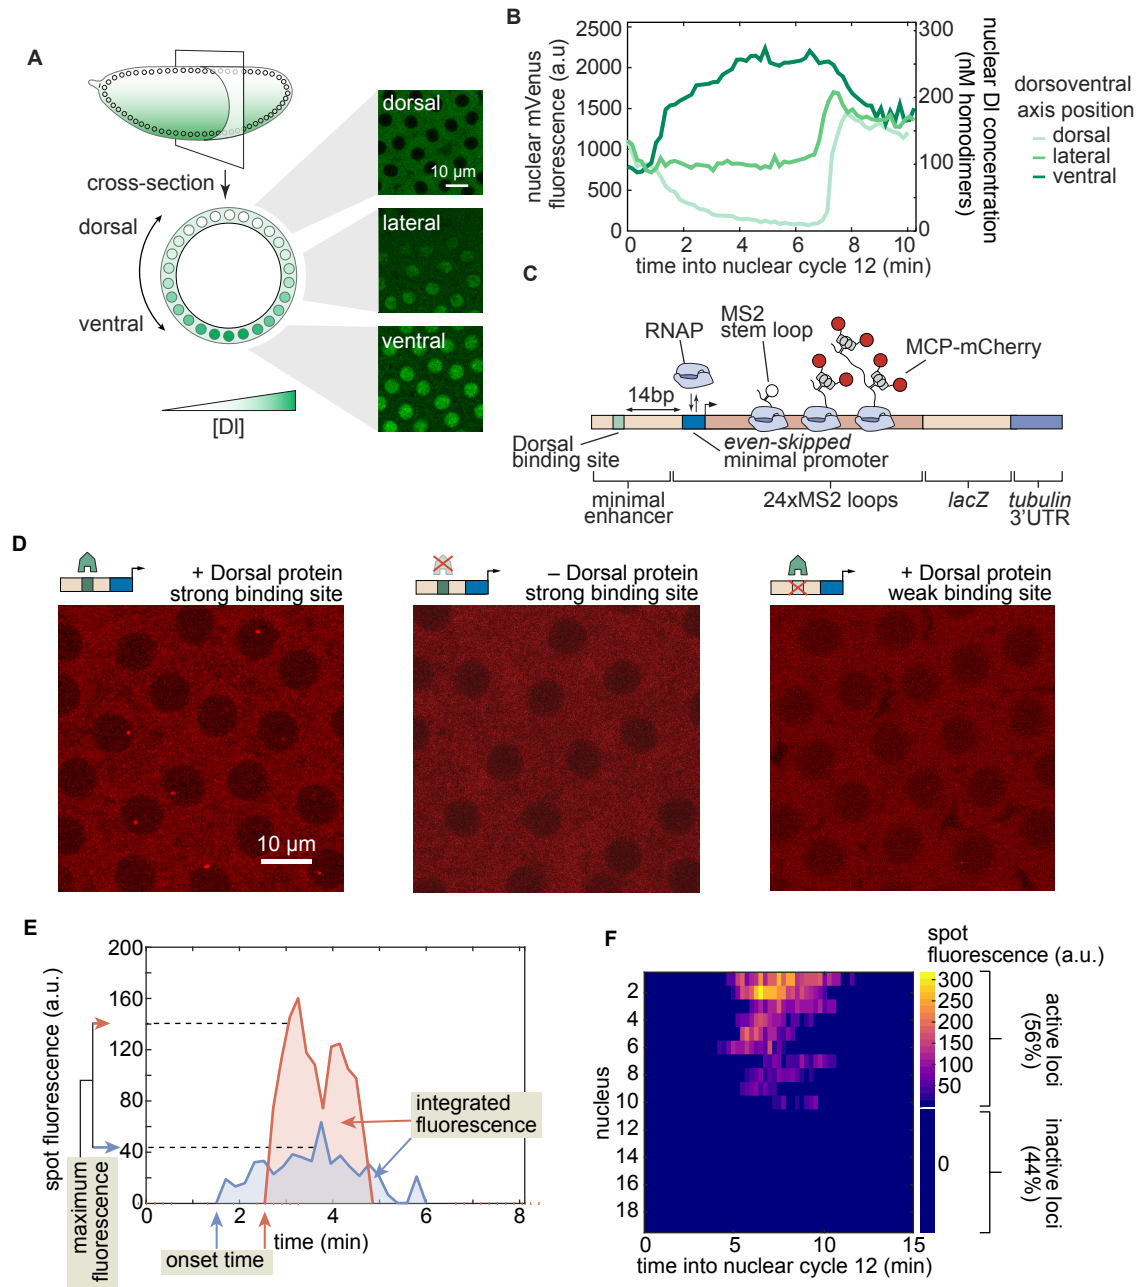 A
dorsal
10 µm
lateral
ventral
cross-section
dorsal
ventral
[Dl]
B
nuclear mVenus
fluorescence (a.u)
2500
2000
1500
1000
500
0
300
200
100
0
nuclear Dl concentration
(nM homodimers)
0
2
4
6
8
10
time into nuclear cycle 12 (min)
dorsoventral
axis position
dorsal
lateral
ventral
C
RNAP
MS2
stem loop
MCP-mCherry
14bp
Dorsal
binding site
even-skipped
minimal promoter
minimal
enhancer
24xMS2 loops
lacZ
tubulin
3'UTR
D
+ Dorsal protein
strong binding site
– Dorsal protein
strong binding site
+ Dorsal protein
weak binding site
10 µm
E
spot fluorescence (a.u.)
200
160
120
80
40
0
maximum
fluorescence
integrated
fluorescence
0
2
4
6
8
onset time
time (min)
F
spot
fluorescence (a.u.)
nucleus
2
4
6
8
10
12
14
16
18
0
5
10
15
time into nuclear cycle 12 (min)
300
250
200
150
100
50
0
active loci
(56%)
inactive loci
(44%)